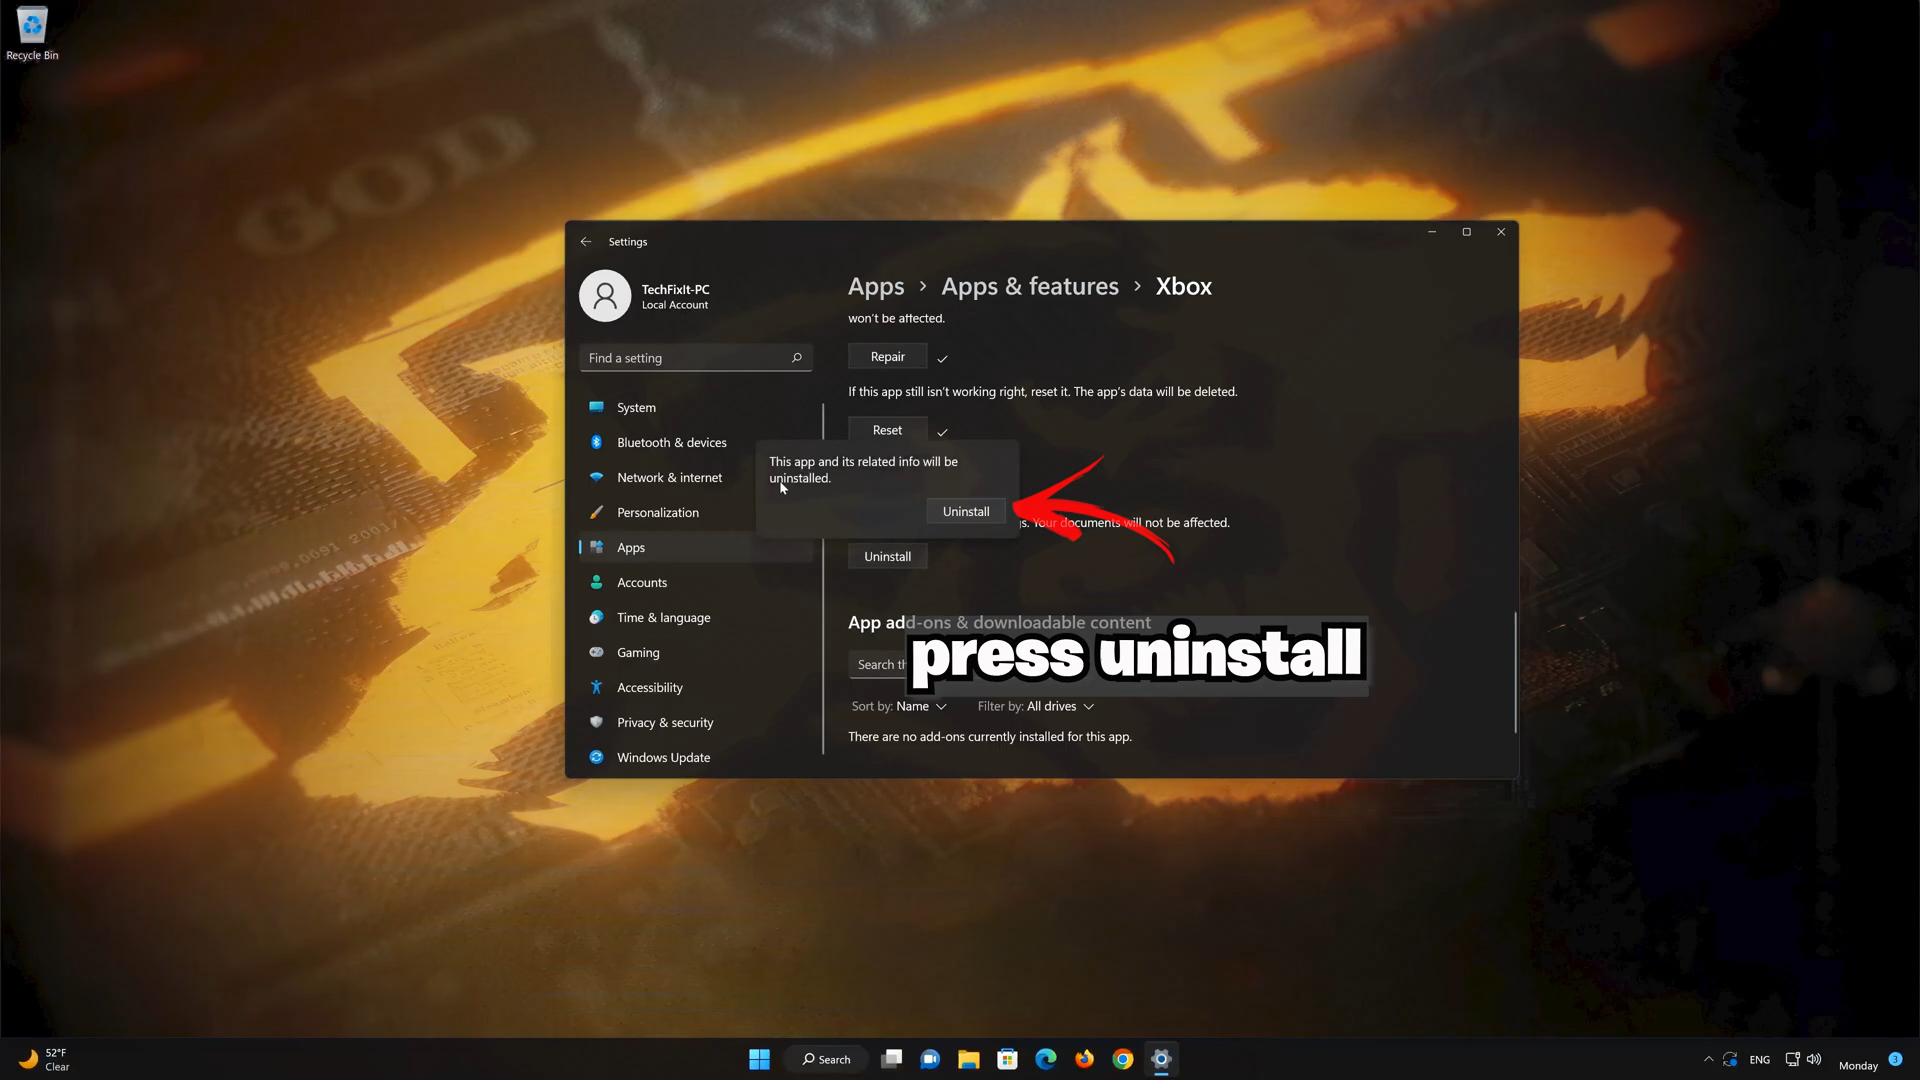 Recycle Bin
GOD
Settings
TechFixIt-PC
Local Account
Find a setting
System
Bluetooth & devices
Network & internet
Personalization
Apps
Accounts
Time & language
Gaming
Accessibility
Privacy & security
Windows Update
Apps › Apps & features › Xbox
won't be affected.
Repair
If this app still isn't working right, reset it. The app's data will be deleted.
Reset
This app and its related info will be
uninstalled.
Uninstall
s. Your documents will not be affected.
Uninstall
App add-ons & downloadable content
Search th
press uninstall
Sort by: Name
Filter by: All drives
There are no add-ons currently installed for this app.
52°F
Clear
Search
ENG
Monday
3